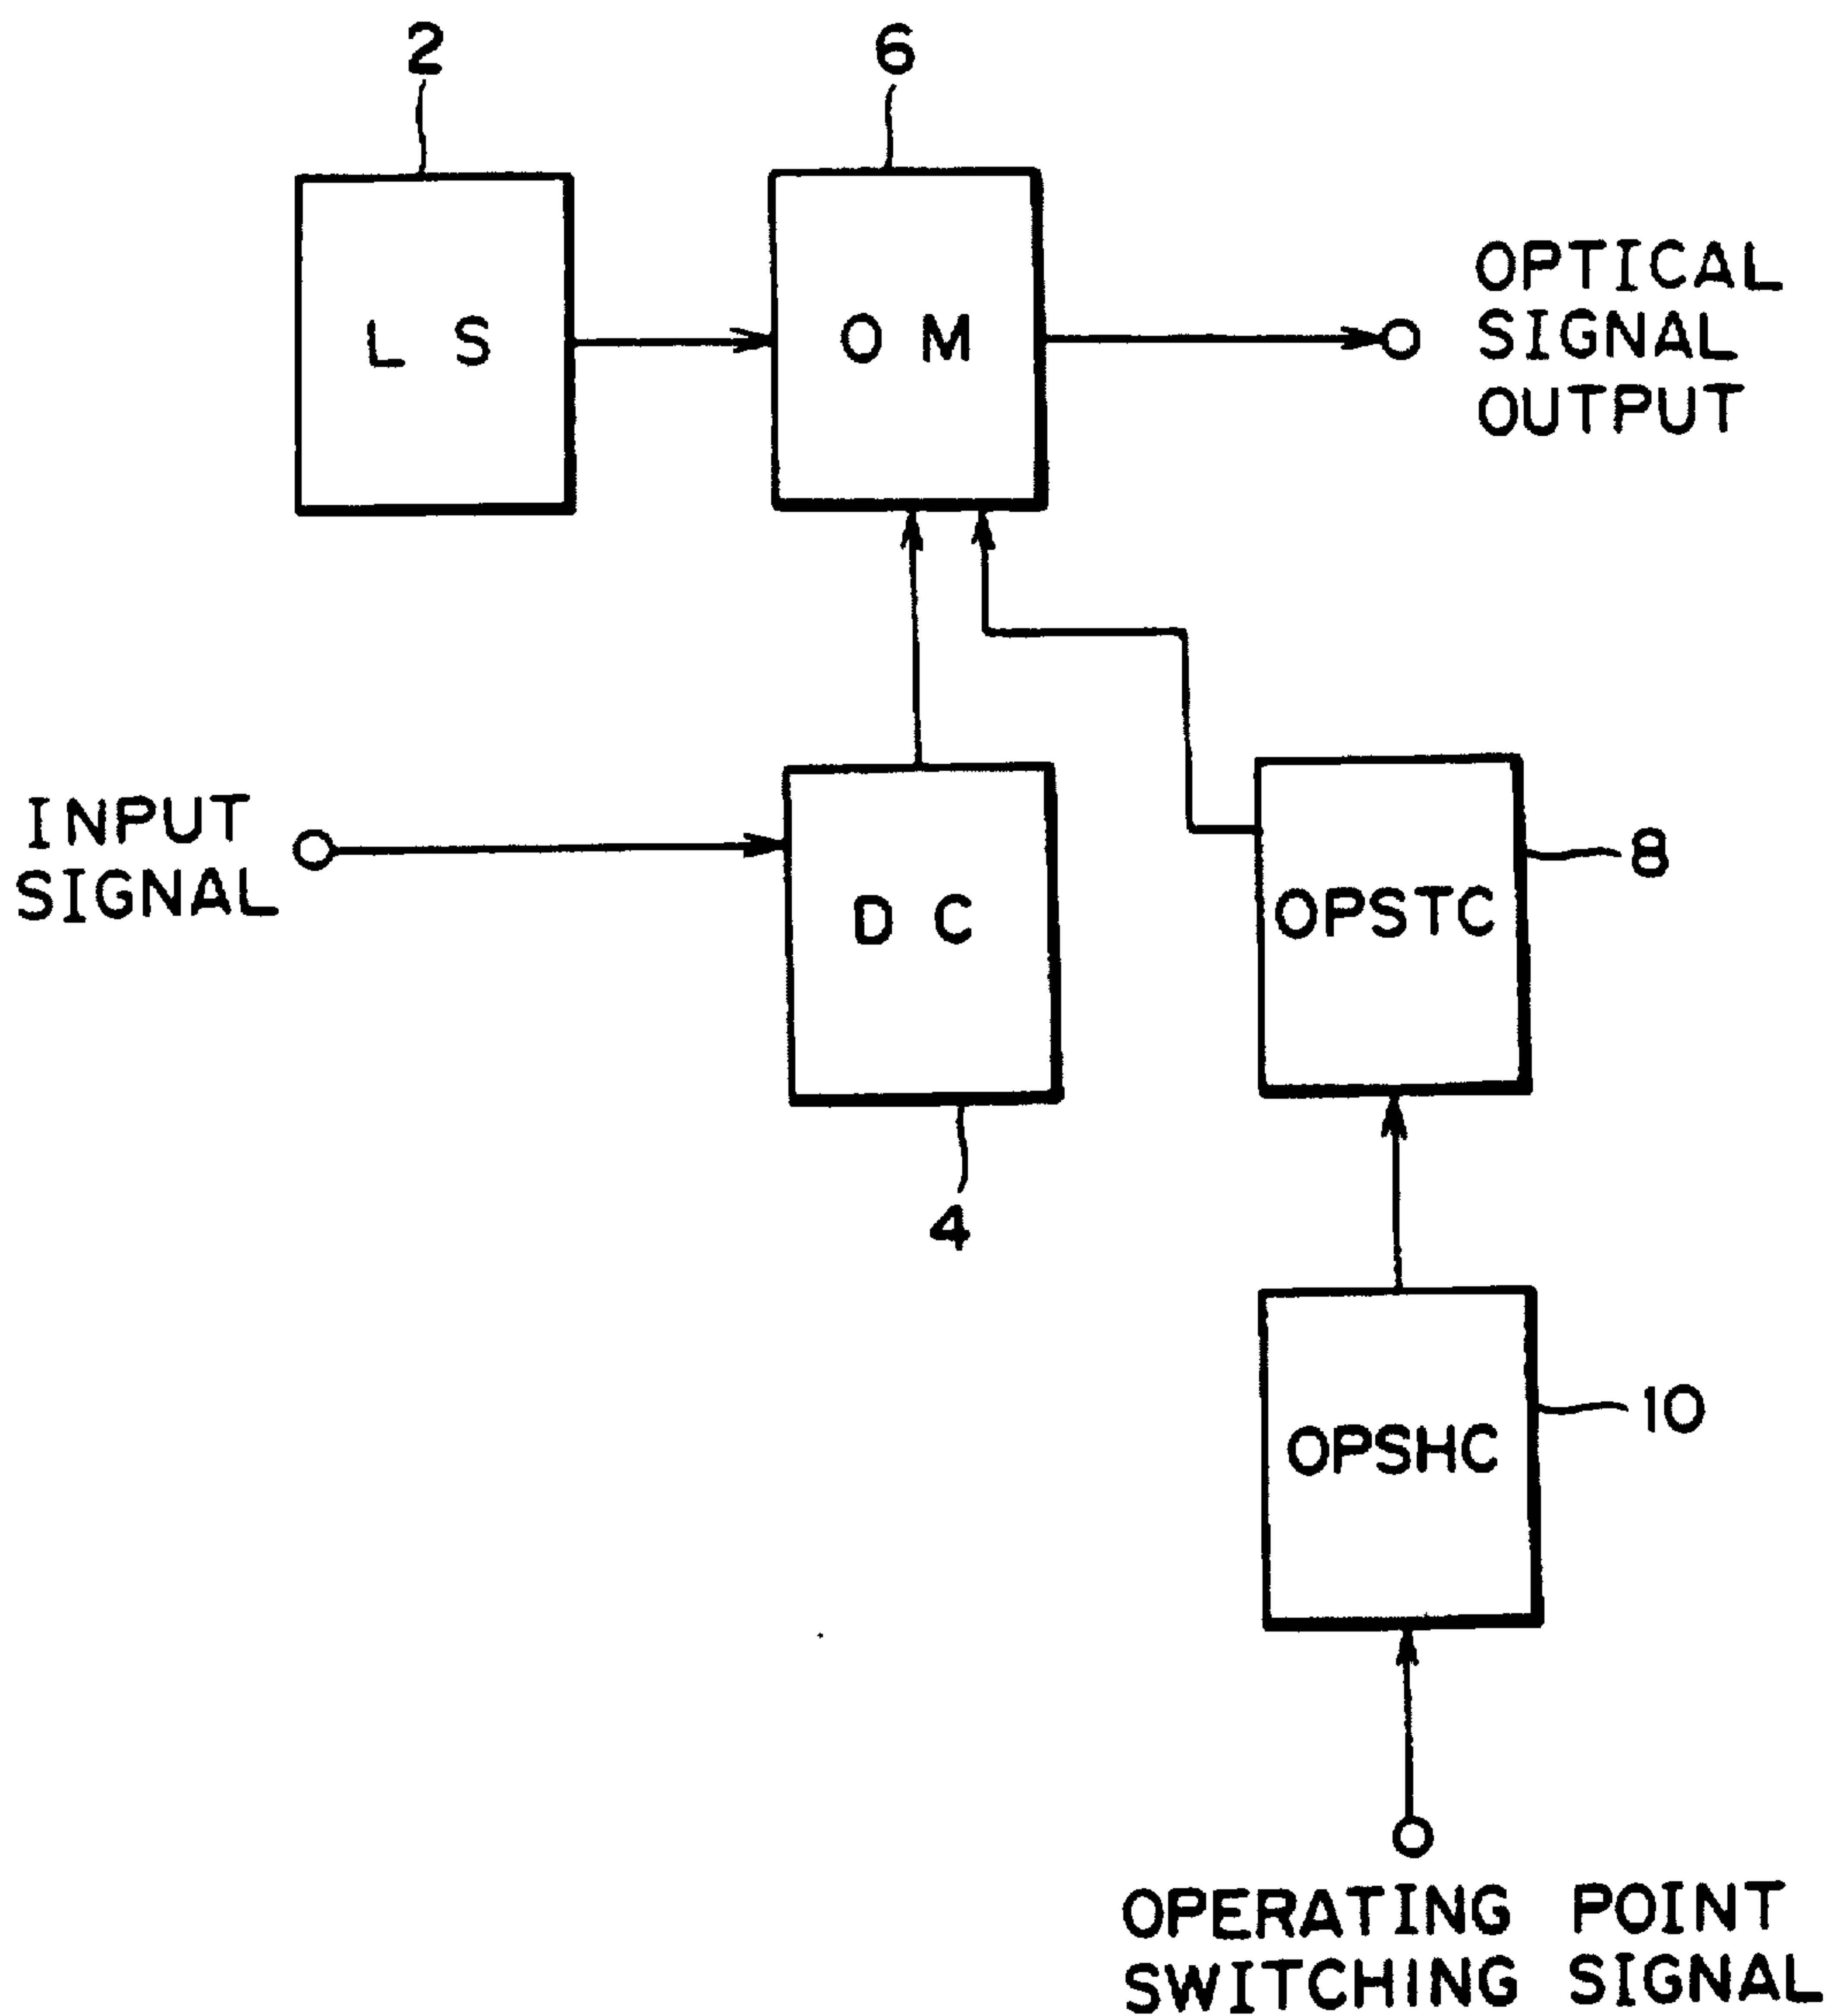 2
6
L S
O M
OPTICAL
SIGNAL
OUTPUT
INPUT
SIGNAL
D C
OPSTC
8
4
OPSHC
10
OPERATING POINT
SWITCHING SIGNAL